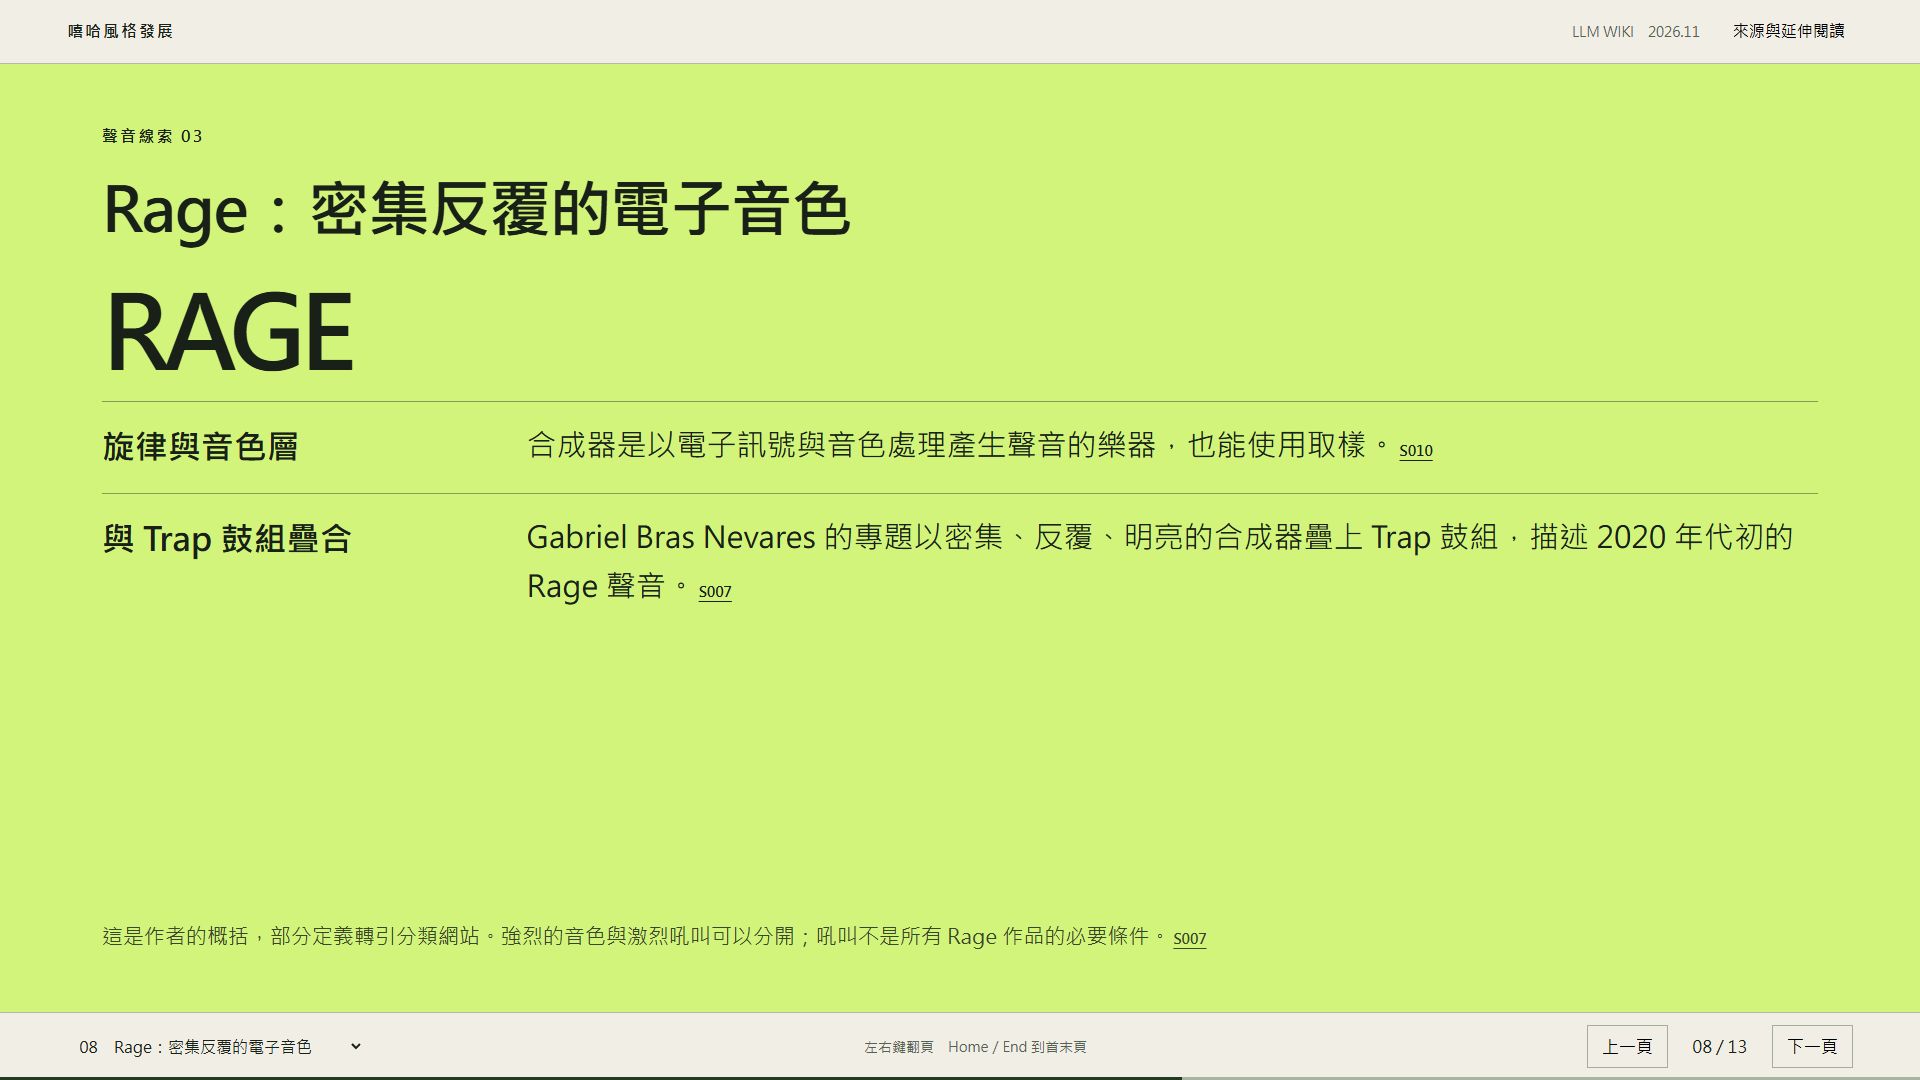 嘻哈風格發展
LLM WIKI 2026.11 來源與延伸閱讀
聲音線索 03
Rage：密集反覆的電子音色
RAGE
旋律與音色層
合成器是以電子訊號與音色處理產生聲音的樂器，也能使用取樣。 S010
與 Trap 鼓組疊合
Gabriel Bras Nevares 的專題以密集、反覆、明亮的合成器疊上 Trap 鼓組，描述 2020 年代初的
Rage 聲音。 S007
這是作者的概括，部分定義轉引分類網站。強烈的音色與激烈吼叫可以分開；吼叫不是所有 Rage 作品的必要條件。 S007
08 Rage：密集反覆的電子音色
左右鍵翻頁 Home / End 到首末頁
上一頁 08 / 13 下一頁